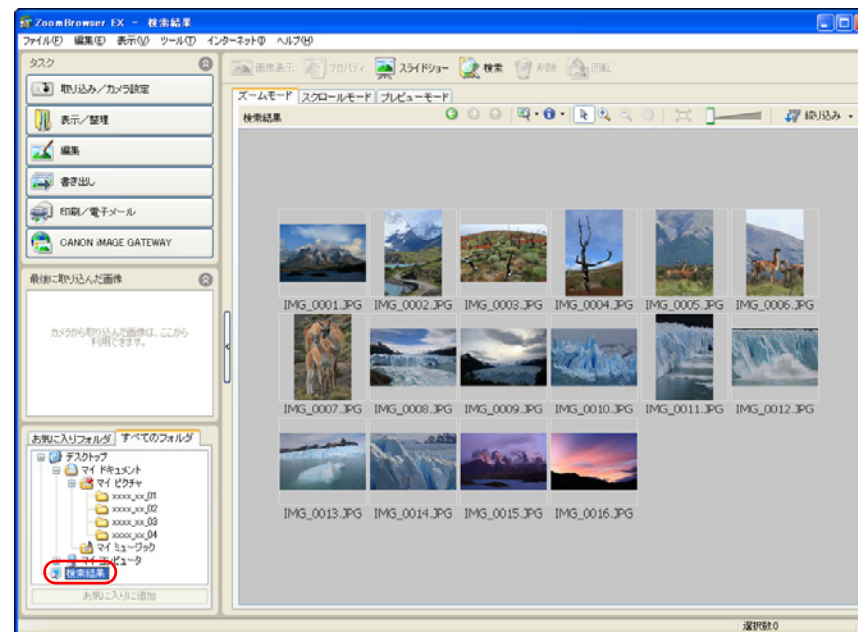 ZoomBrowser EX - 検索結果
ファイル(F) 編集(E) 表示(V) ツール(T) インターネット(I) ヘルプ(H)
タスク
取り込み/カメラ設定
表示/整理
編集
書き出し
印刷/電子メール
CANON iMAGE GATEWAY
最後に取り込んだ画像
カメラから取り込んだ画像は、ここから
利用できます。
お気に入りフォルダ すべてのフォルダ
デスクトップ
マイ ドキュメント
マイ ピクチャ
xxxx_xx_01
xxxx_xx_02
xxxx_xx_03
xxxx_xx_04
マイ ミュージック
マイ コンピュータ
検索結果
お気に入りに追加
画像表示 プロパティ スライドショー 検索 削除 回転
ズームモード スクロールモード プレビューモード
検索結果 絞り込み
IMG_0001.JPG IMG_0002.JPG IMG_0003.JPG IMG_0004.JPG IMG_0005.JPG IMG_0006.JPG
IMG_0007.JPG IMG_0008.JPG IMG_0009.JPG IMG_0010.JPG IMG_0011.JPG IMG_0012.JPG
IMG_0013.JPG IMG_0014.JPG IMG_0015.JPG IMG_0016.JPG
選択数:0